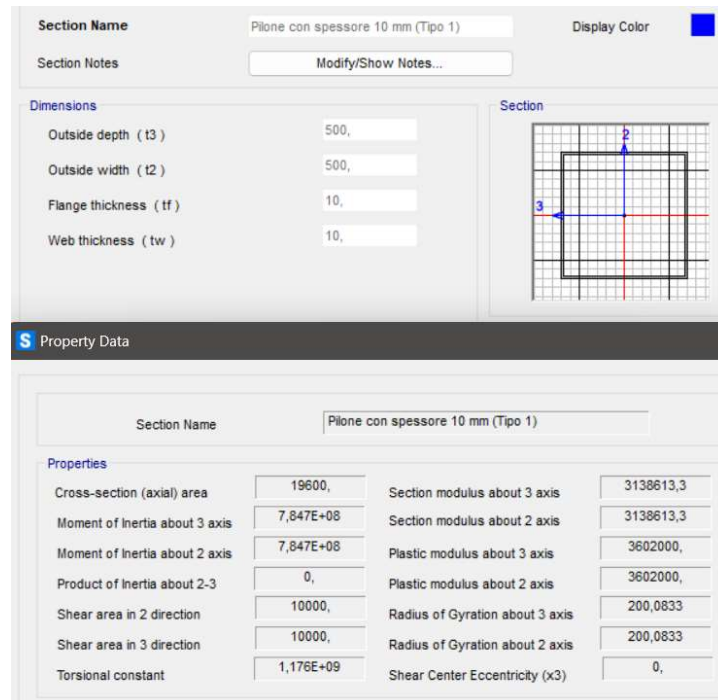 Section Name Pilone con spessore 10 mm (Tipo 1) Display Color
Section Notes Modify/Show Notes...
Dimensions Section
Outside depth ( t3 ) 500,
Outside width ( t2 ) 500,
Flange thickness ( tf ) 10,
Web thickness ( tw ) 10,
2
3
S Property Data
Section Name Pilone con spessore 10 mm (Tipo 1)
Properties
Cross-section (axial) area 19600, Section modulus about 3 axis 3138613,3
Moment of Inertia about 3 axis 7,847E+08 Section modulus about 2 axis 3138613,3
Moment of Inertia about 2 axis 7,847E+08 Plastic modulus about 3 axis 3602000,
Product of Inertia about 2-3 0, Plastic modulus about 2 axis 3602000,
Shear area in 2 direction 10000, Radius of Gyration about 3 axis 200,0833
Shear area in 3 direction 10000, Radius of Gyration about 2 axis 200,0833
Torsional constant 1,176E+09 Shear Center Eccentricity (x3) 0,